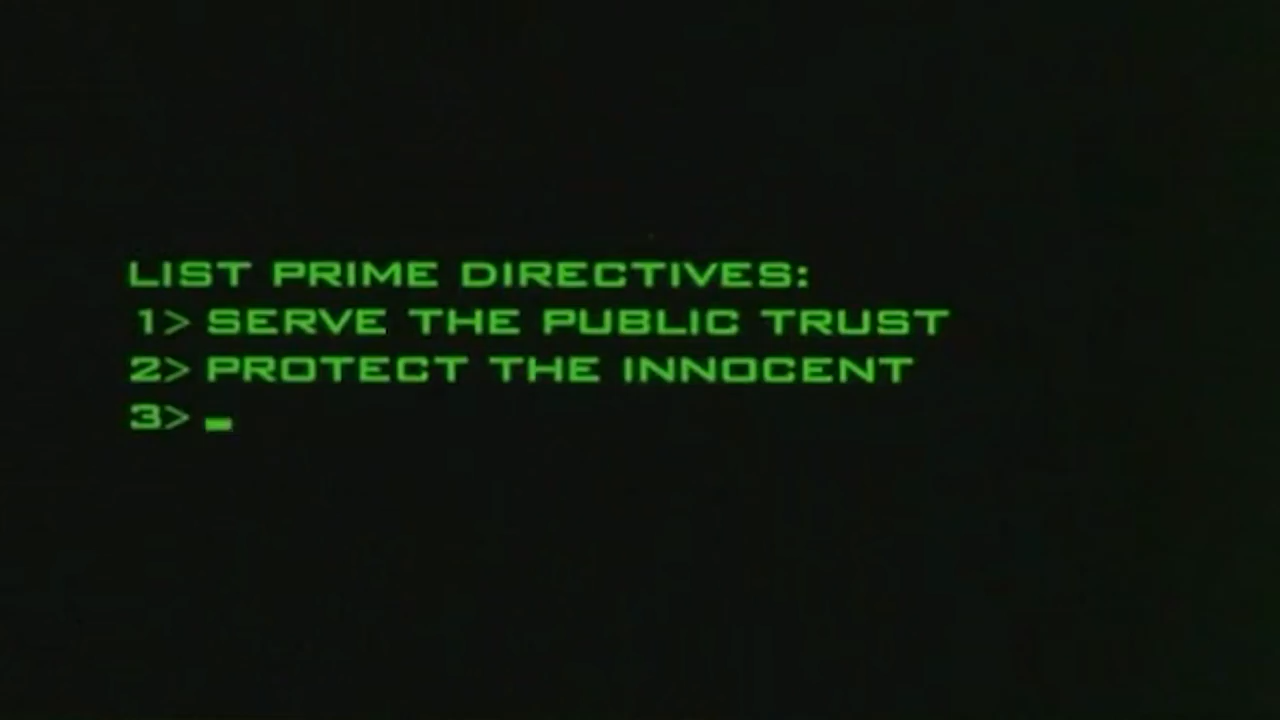 LIST PRIME DIRECTIVES:
1> SERVE THE PUBLIC TRUST
2> PROTECT THE INNOCENT
3>